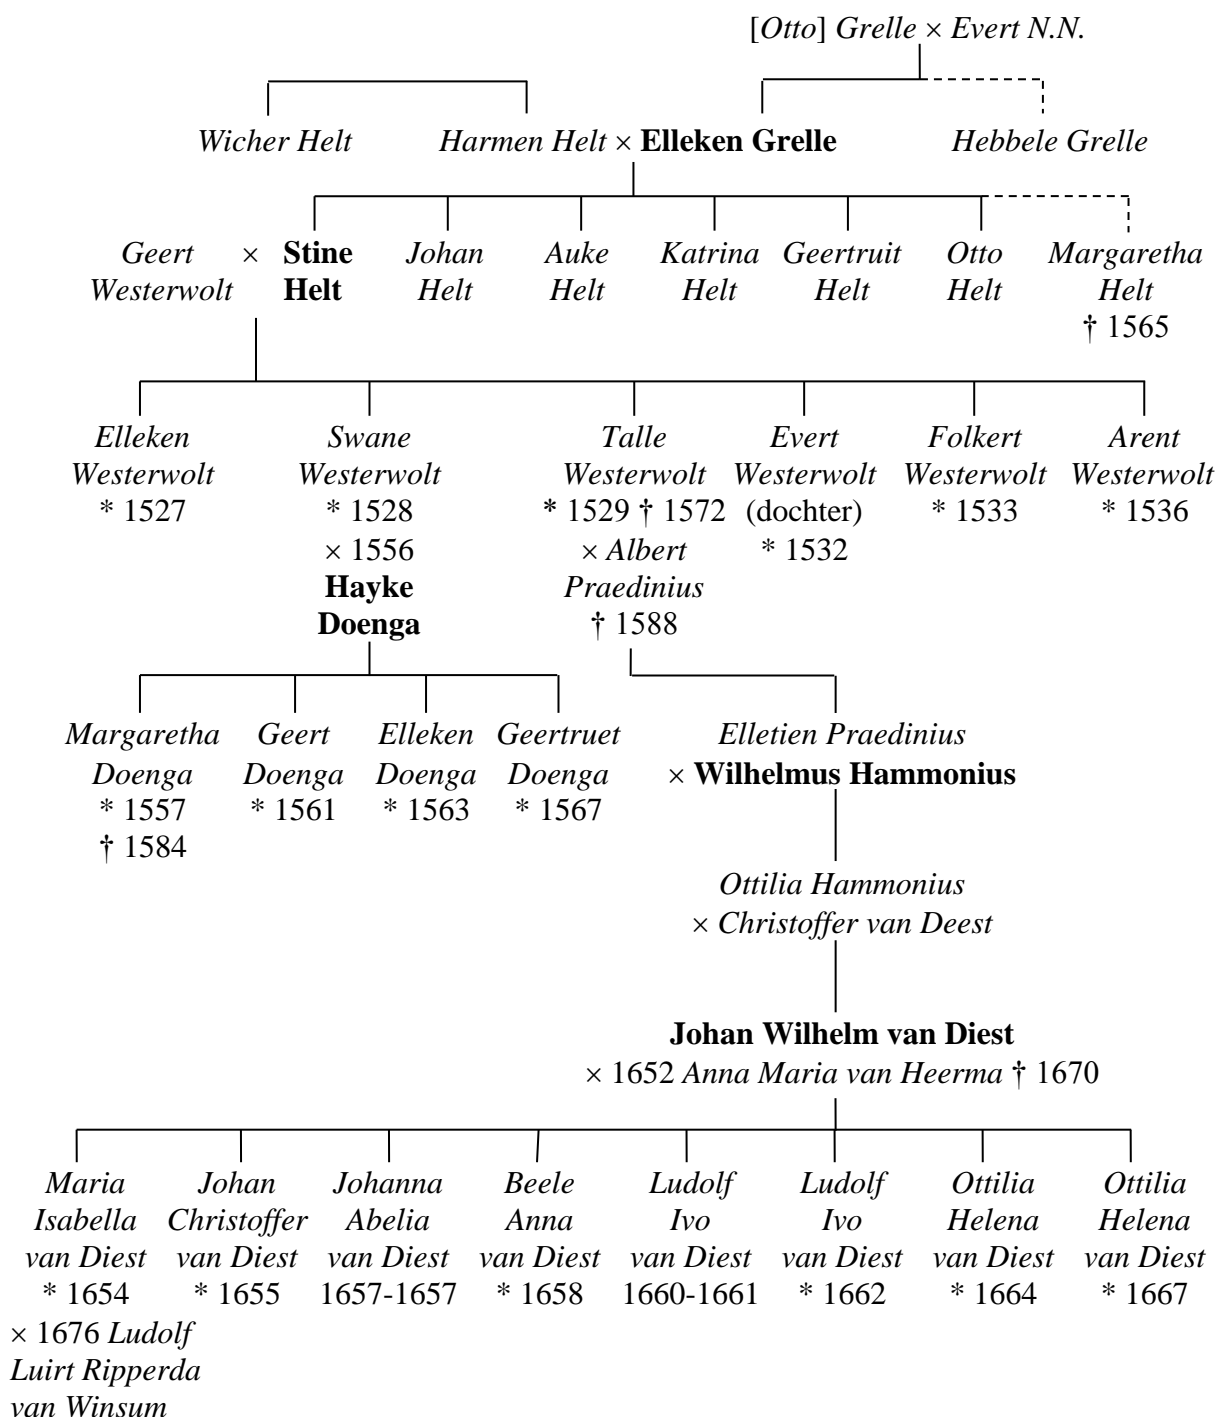 [Otto] Grelle × Evert N.N.
Wicher Helt Harmen Helt × Elleken Grelle Hebbele Grelle
Geert × Stine Johan Auke Katrina Geertruit Otto Margaretha
Westerwolt Helt Helt Helt Helt Helt Helt Helt
† 1565
Elleken Swane Talle Evert Folkert Arent
Westerwolt Westerwolt Westerwolt Westerwolt Westerwolt Westerwolt
* 1527 * 1528 * 1529 † 1572 (dochter) * 1533 * 1536
× 1556 × Albert * 1532
Hayke Praedinius
Doenga † 1588
Margaretha Geert Elleken Geertruet Elletien Praedinius
Doenga Doenga Doenga Doenga × Wilhelmus Hammonius
* 1557 * 1561 * 1563 * 1567
† 1584
Ottilia Hammonius
× Christoffer van Deest
Johan Wilhelm van Diest
× 1652 Anna Maria van Heerma † 1670
Maria Johan Johanna Beele Ludolf Ludolf Ottilia Ottilia
Isabella Christoffer Abelia Anna Ivo Ivo Helena Helena
van Diest van Diest van Diest van Diest van Diest van Diest van Diest van Diest
* 1654 * 1655 1657-1657 * 1658 1660-1661 * 1662 * 1664 * 1667
× 1676 Ludolf
Luirt Ripperda
van Winsum